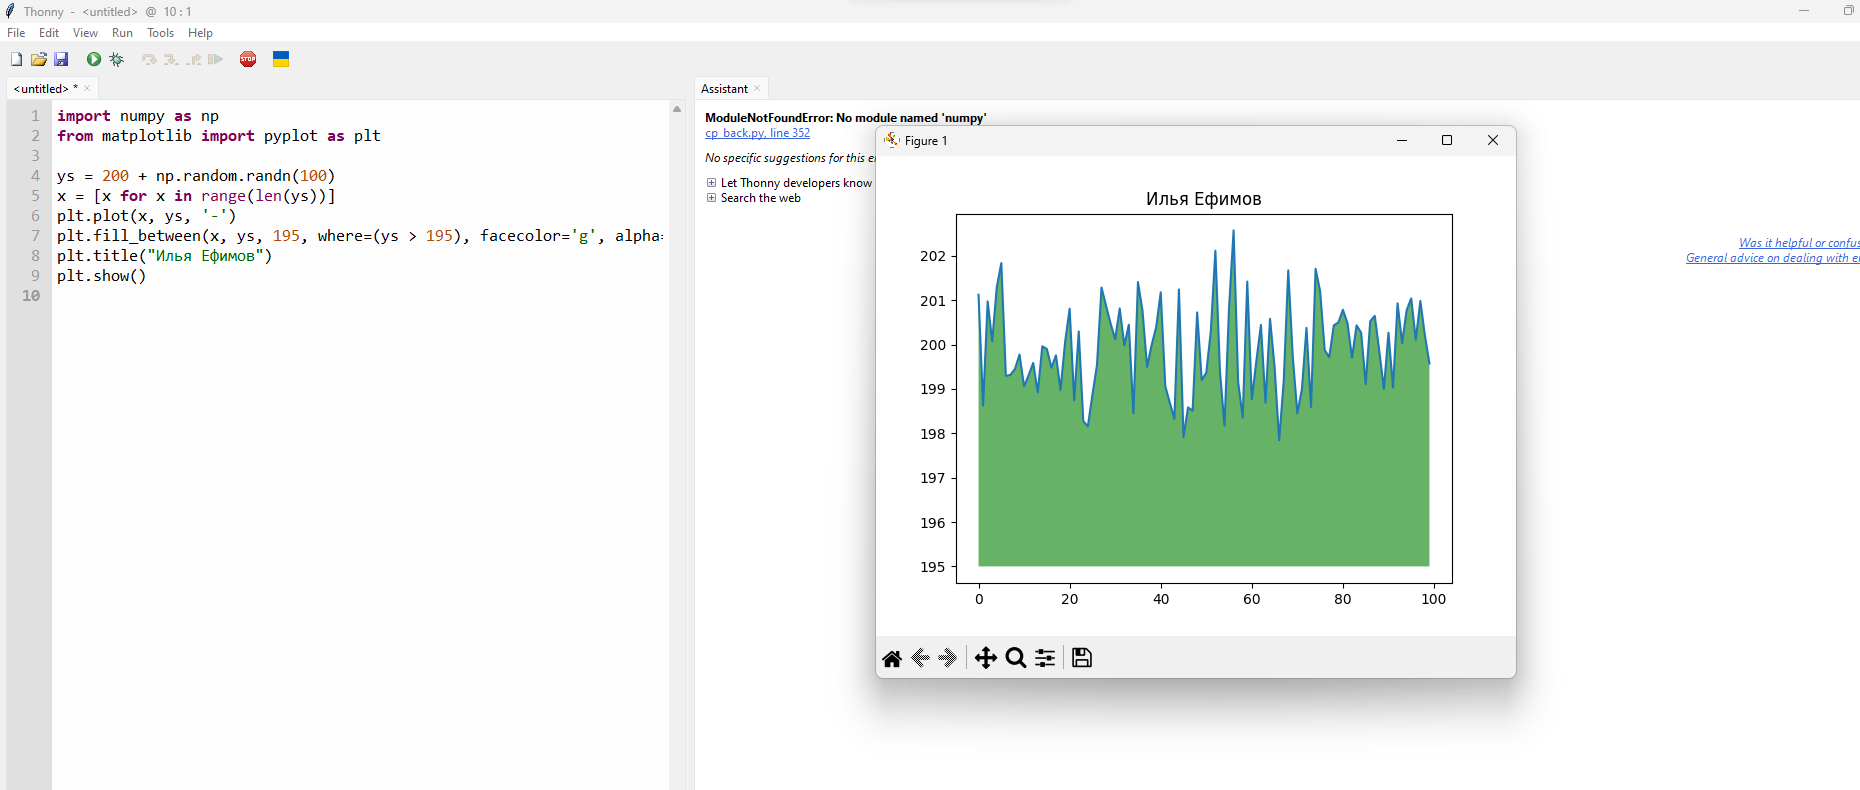 Thonny - <untitled> @ 10 : 1
File Edit View Run Tools Help
STOP
<untitled> *
1 import numpy as np
2 from matplotlib import pyplot as plt
3
4 ys = 200 + np.random.randn(100)
5 x = [x for x in range(len(ys))]
6 plt.plot(x, ys, '-')
7 plt.fill_between(x, ys, 195, where=(ys > 195), facecolor='g', alpha=
8 plt.title("Илья Ефимов")
9 plt.show()
10
Assistant
ModuleNotFoundError: No module named 'numpy'
cp_back.py, line 352
No specific suggestions for this
Let Thonny developers know
Search the web
Was it helpful or
General advice on dealing with
Figure 1
Илья Ефимов
202
201
200
199
198
197
196
195
0 20 40 60 80 100